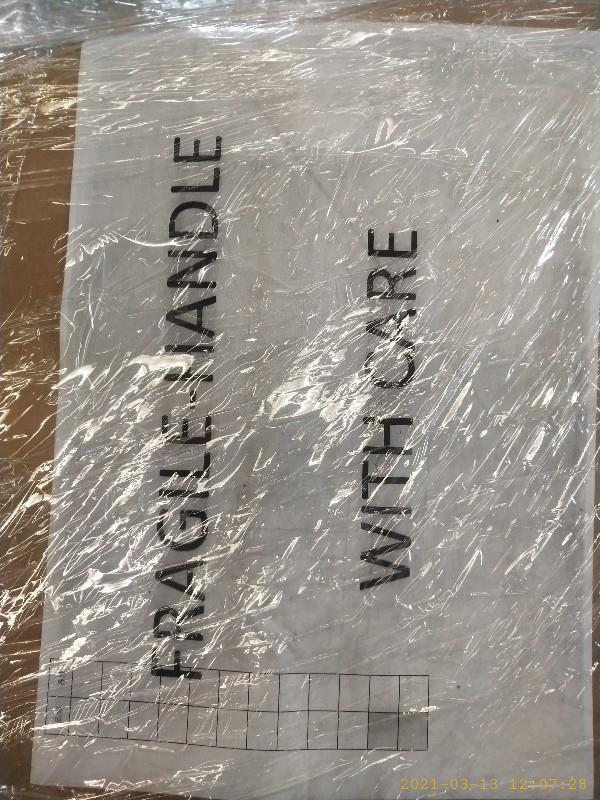 FRAGILE-HANDLE
WITH CARE
2021-03-13 12:07:28